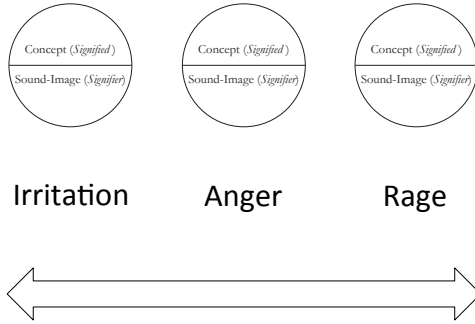 Concept (Signified) Concept (Signified) Concept (Signified)
Sound-Image (Signifier) Sound-Image (Signifier) Sound-Image (Signifier)
Irritation Anger Rage